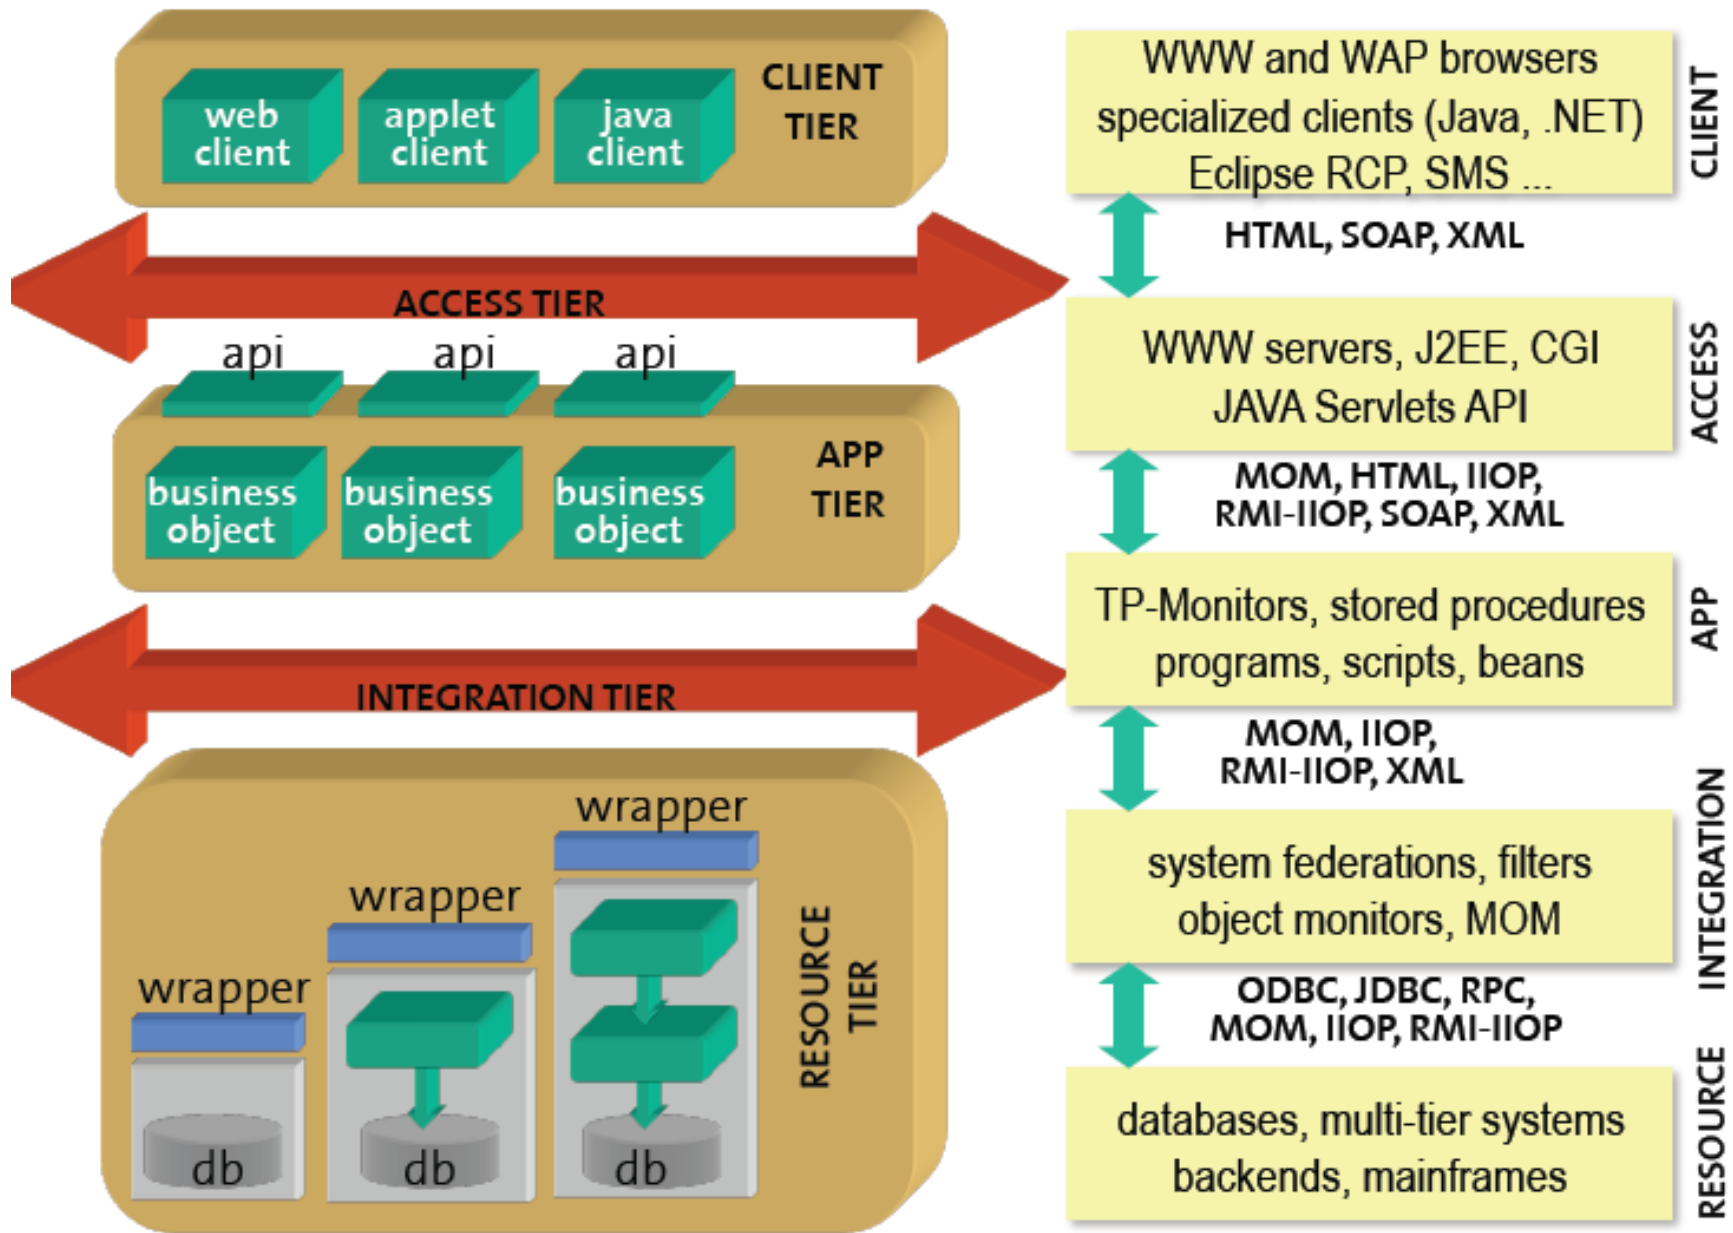 web
client
applet
client
java
client
CLIENT
TIER
ACCESS TIER
api
api
api
business
object
business
object
business
object
APP
TIER
INTEGRATION TIER
wrapper
wrapper
wrapper
db
db
db
RESOURCE
TIER
WWW and WAP browsers
specialized clients (Java, .NET)
Eclipse RCP, SMS ...
CLIENT
HTML, SOAP, XML
WWW servers, J2EE, CGI
JAVA Servlets API
ACCESS
MOM, HTML, IIOP,
RMI-IIOP, SOAP, XML
TP-Monitors, stored procedures
programs, scripts, beans
APP
MOM, IIOP,
RMI-IIOP, XML
system federations, filters
object monitors, MOM
INTEGRATION
ODBC, JDBC, RPC,
MOM, IIOP, RMI-IIOP
databases, multi-tier systems
backends, mainframes
RESOURCE